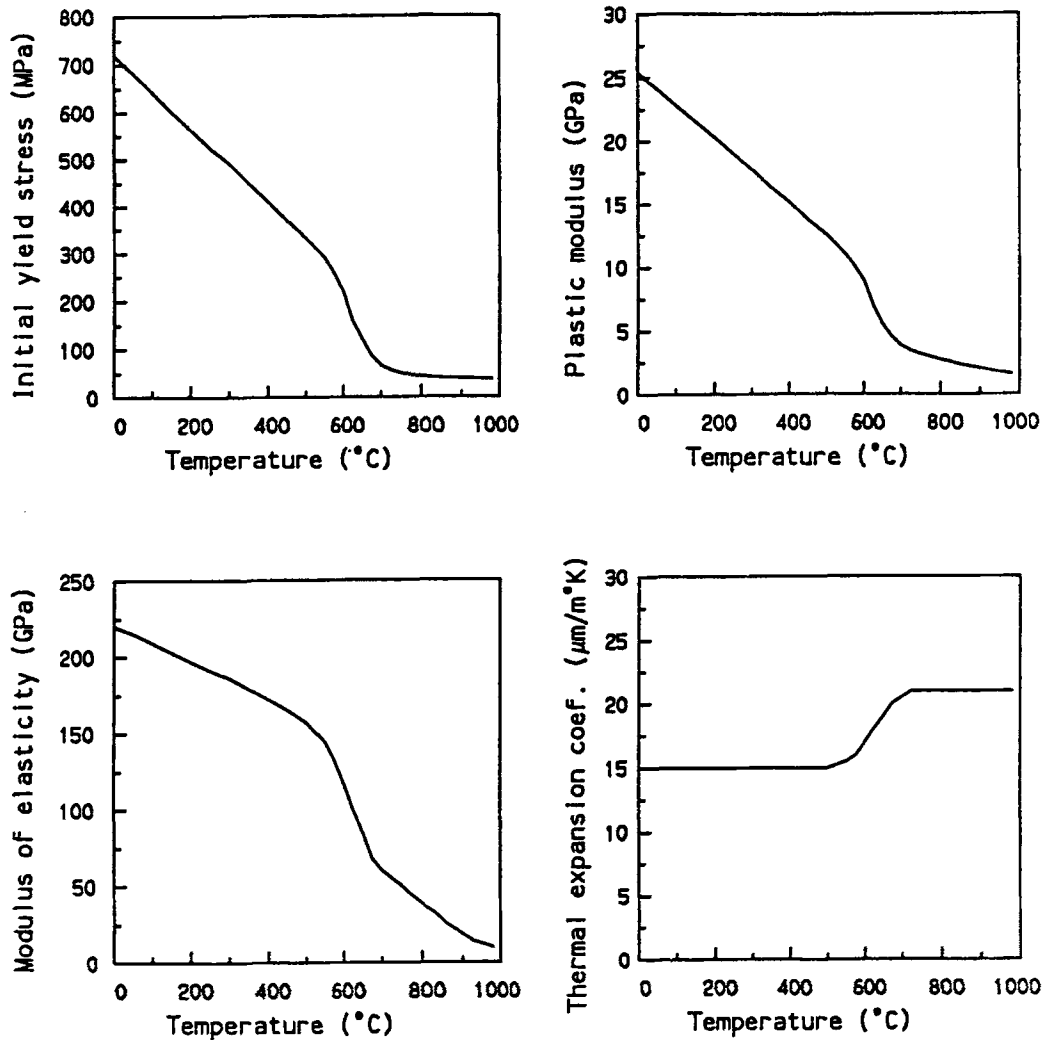 Initial yield stress (MPa)
800
700
600
500
400
300
200
100
0
0 200 400 600 800 1000
Temperature (°C)
Plastic modulus (GPa)
30
25
20
15
10
5
0
0 200 400 600 800 1000
Temperature (°C)
Modulus of elasticity (GPa)
250
200
150
100
50
0
0 200 400 600 800 1000
Temperature (°C)
Thermal expansion coef. (μm/m°K)
30
25
20
15
10
5
0
0 200 400 600 800 1000
Temperature (°C)